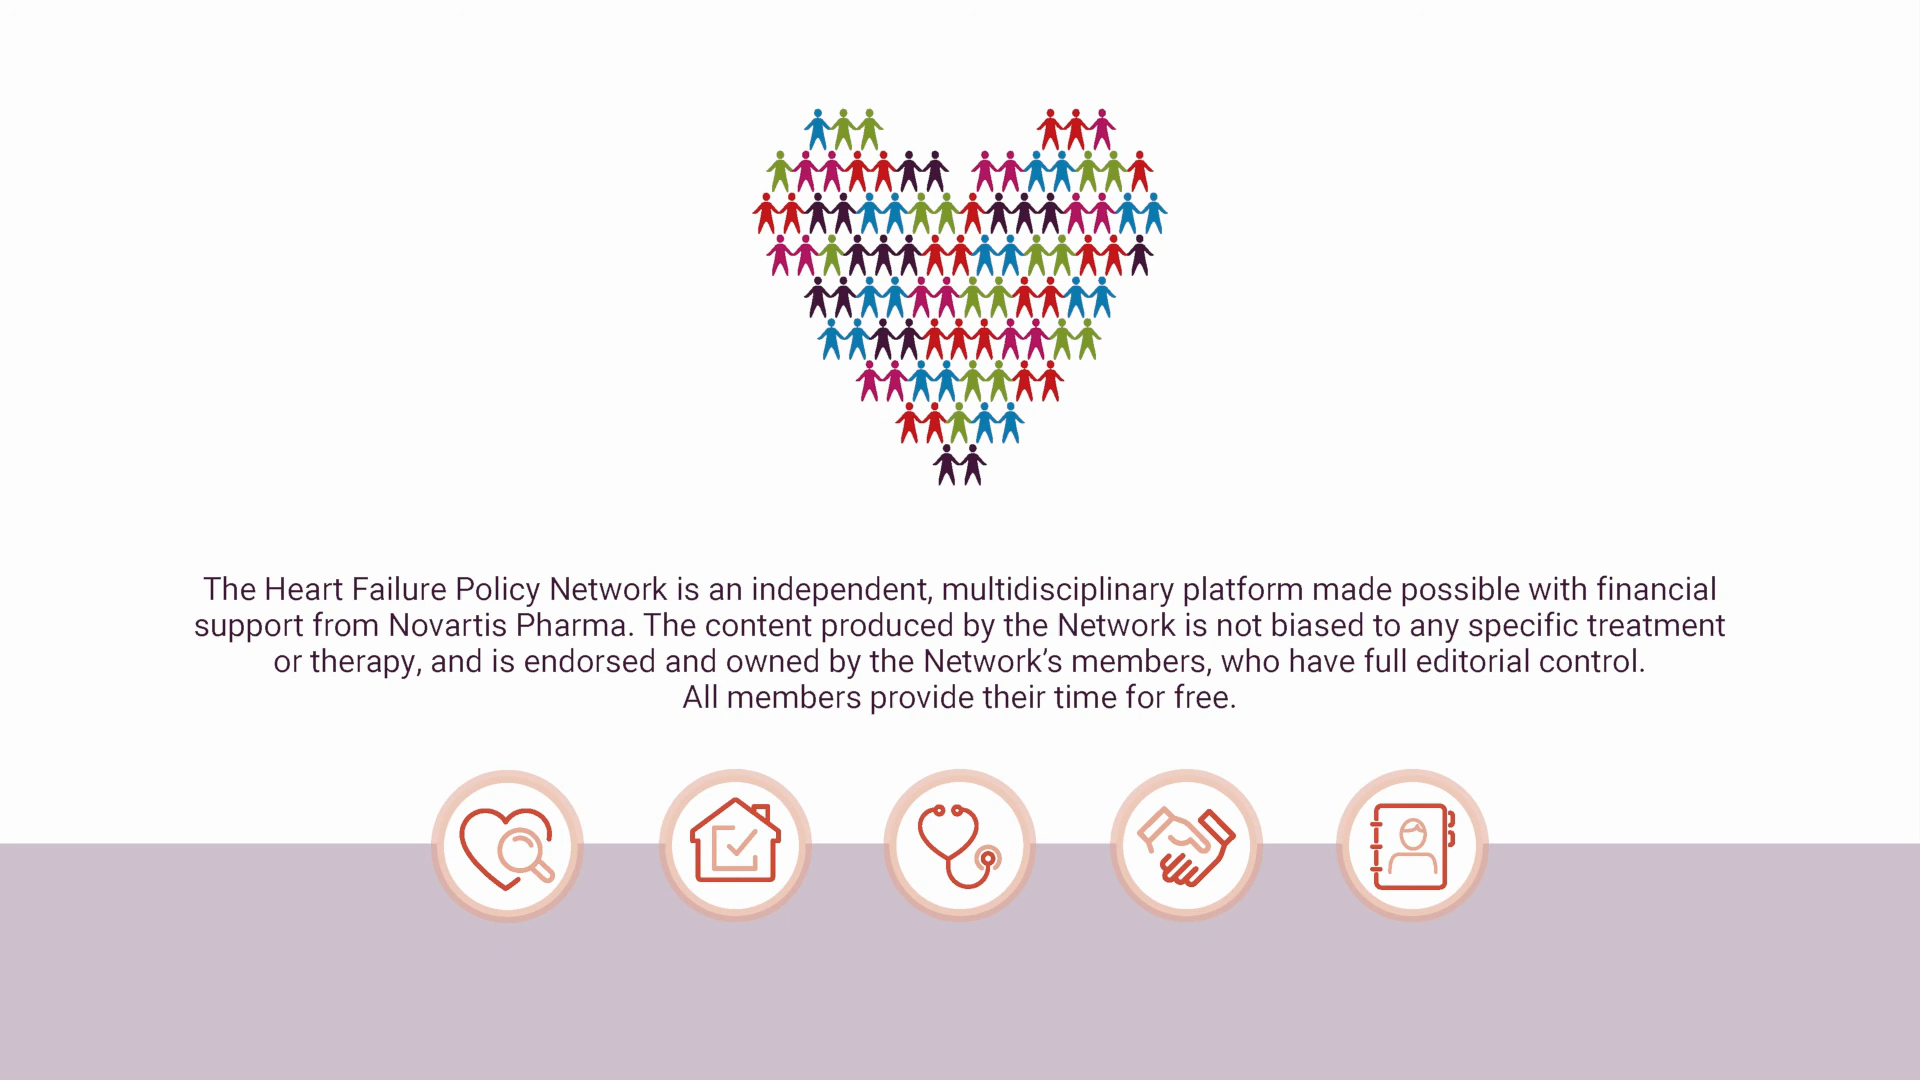 The Heart Failure Policy Network is an independent, multidisciplinary platform made possible with financial
support from Novartis Pharma. The content produced by the Network is not biased to any specific treatment
or therapy, and is endorsed and owned by the Network’s members, who have full editorial control.
All members provide their time for free.